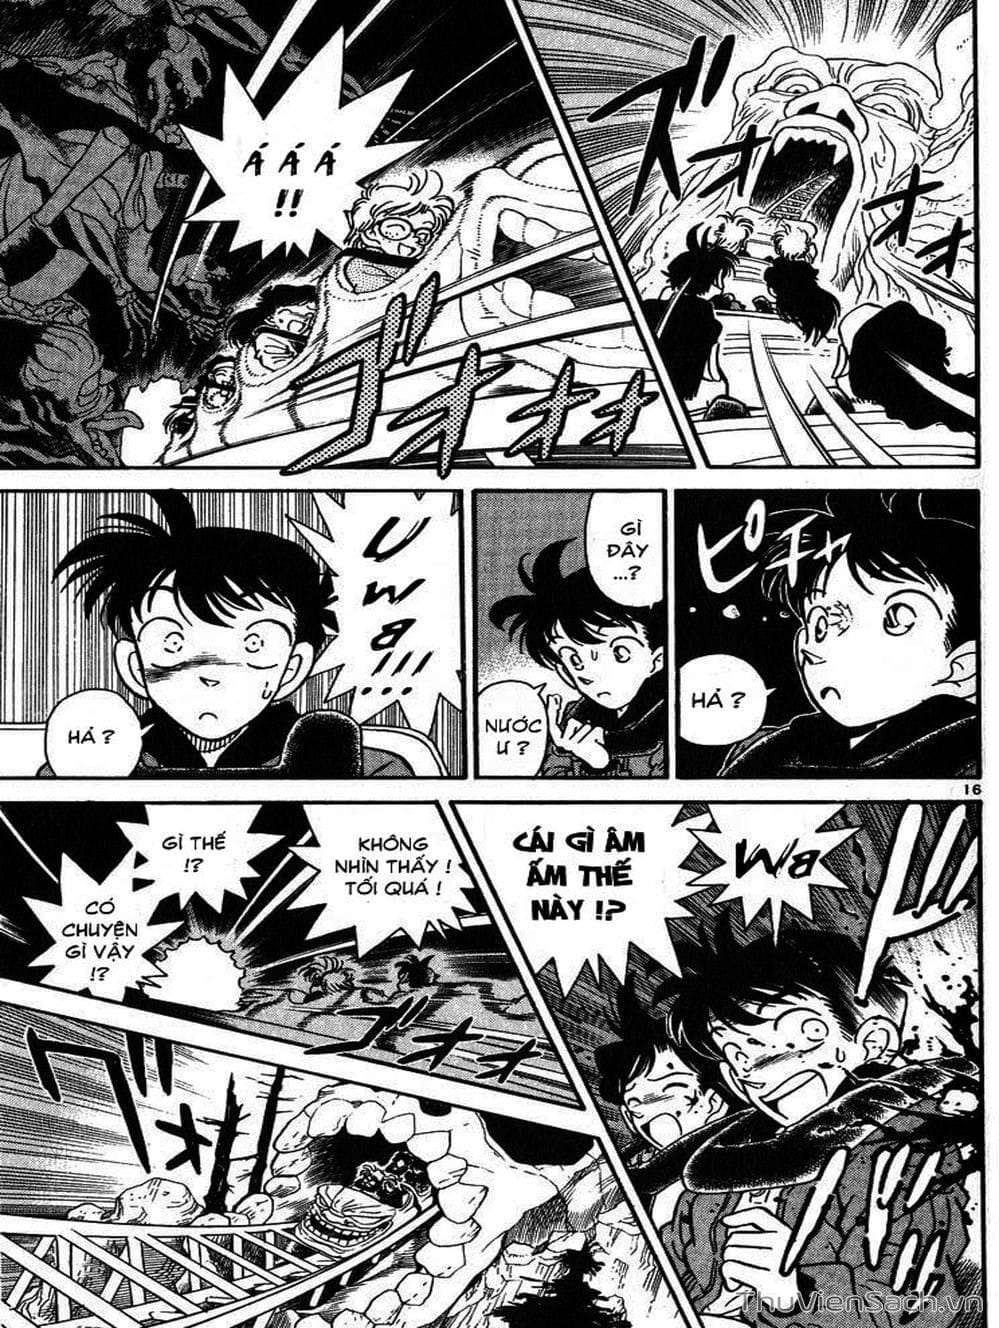 ズオオオ
Á Á Á
!!
ゴオオオ
ピチャ
HẢ ?
GÌ
ĐÂY
...?
NƯỚC
Ư ?
UWB!!!
HẢ ?
16
WB
CÁI GÌ ÂM
ẤM THẾ
NÀY !?
KHÔNG
NHÌN THẤY !
TỐI QUÁ !
GÌ THẾ
!?
CÓ
CHUYỆN
GÌ VẬY
!?
ゴオオ
ThuVienSach.vn